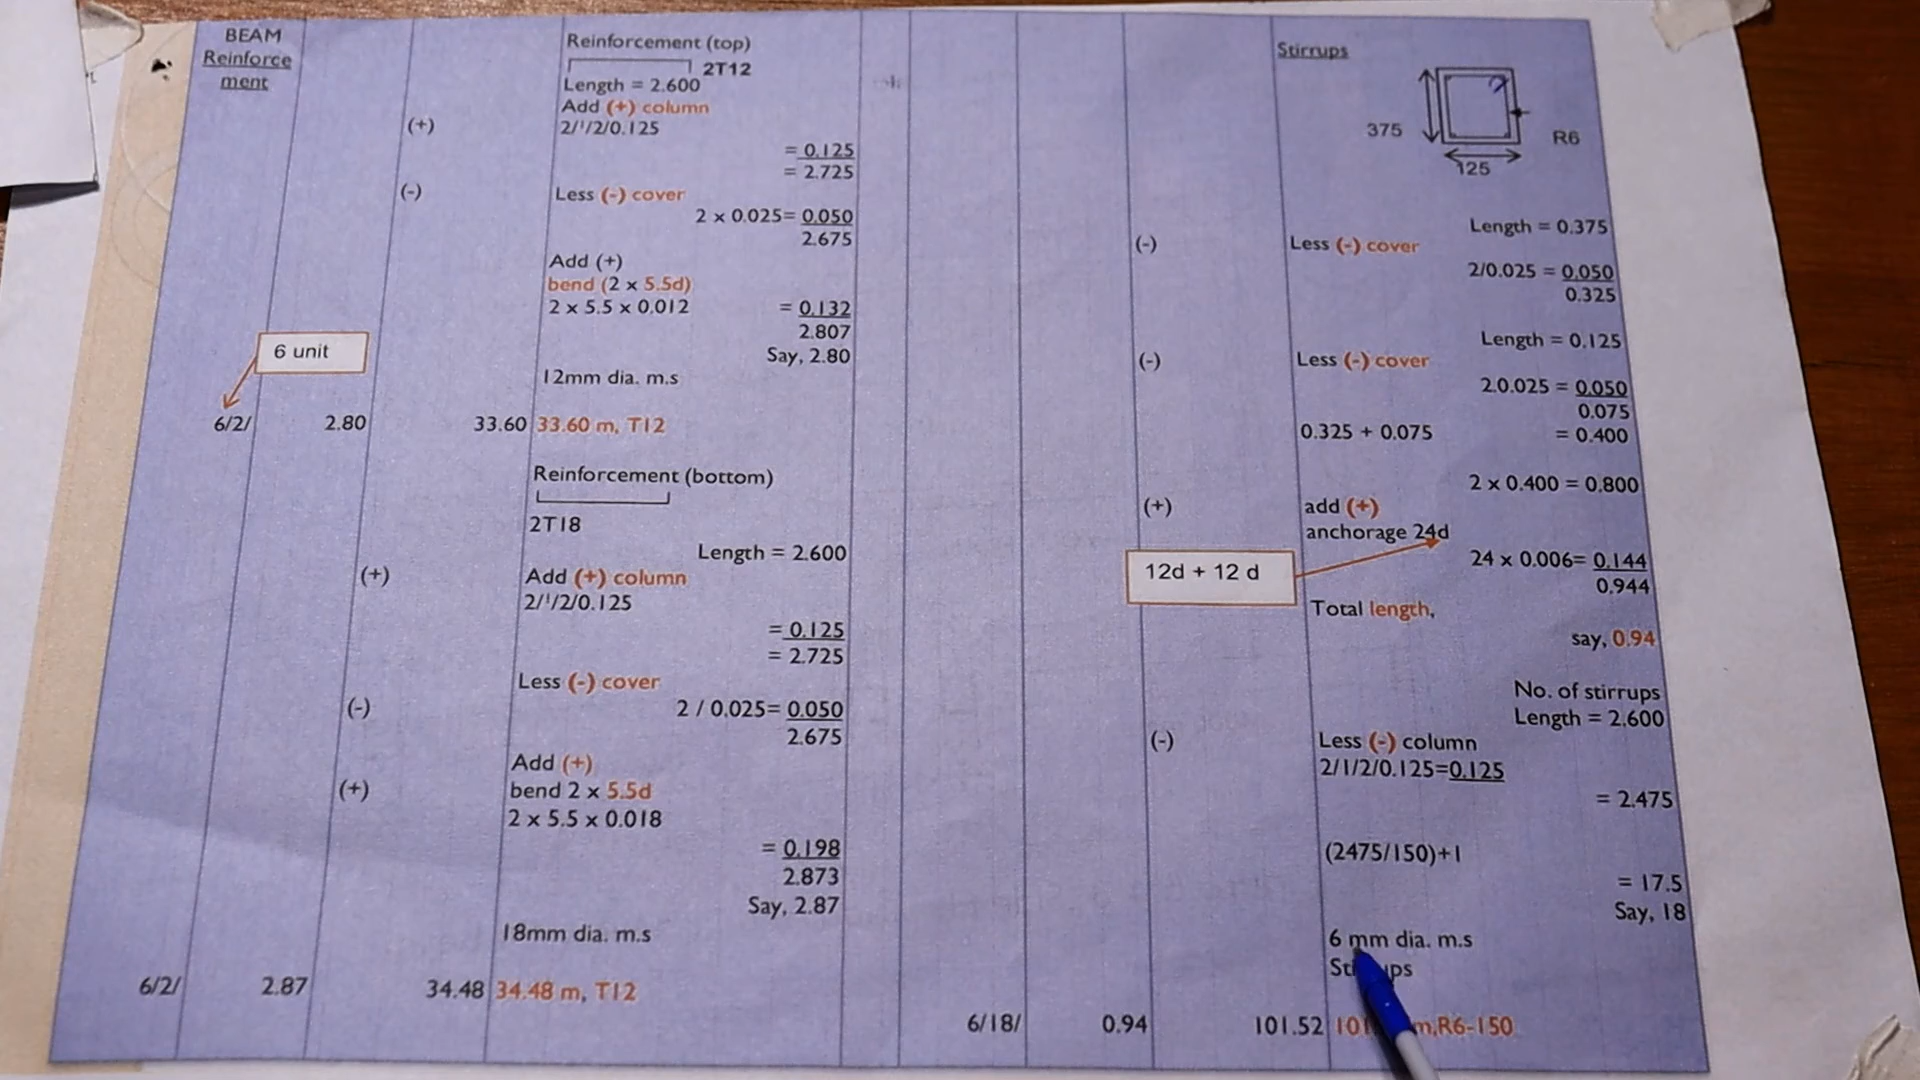 BEAM
Reinforce
ment
Reinforcement (top)
2T12
Length = 2.600
Add (+) column
(+)
2/¹/2/0.125
= 0.125
= 2.725
(-)
Less (-) cover
2 x 0.025= 0.050
2.675
Add (+)
bend (2 x 5.5d)
2 x 5.5 x 0.012
= 0.132
2.807
Say, 2.80
6 unit
12mm dia. m.s
6/2/ 2.80 33.60 33.60 m, T12
Reinforcement (bottom)
2T18
Length = 2.600
(+) Add (+) column
2/¹/2/0.125
= 0.125
= 2.725
Less (-) cover
(-) 2 / 0.025= 0.050
2.675
Add (+)
(+) bend 2 x 5.5d
2 x 5.5 x 0.018
= 0.198
2.873
Say, 2.87
18mm dia. m.s
6/2/ 2.87 34.48 34.48 m, T12
Stirrups
375
R6
125
Length = 0.375
(-) Less (-) cover
2/0.025 = 0.050
0.325
Length = 0.125
(-) Less (-) cover
2.0.025 = 0.050
0.075
0.325 + 0.075 = 0.400
2 x 0.400 = 0.800
(+) add (+)
anchorage 24d
24 x 0.006= 0.144
12d + 12 d
0.944
Total length,
say, 0.94
No. of stirrups
Length = 2.600
(-) Less (-) column
2/1/2/0.125=0.125
= 2.475
(2475/150)+1
= 17.5
Say, 18
6 mm dia. m.s
6/18/ 0.94 101.52 m,R6-150